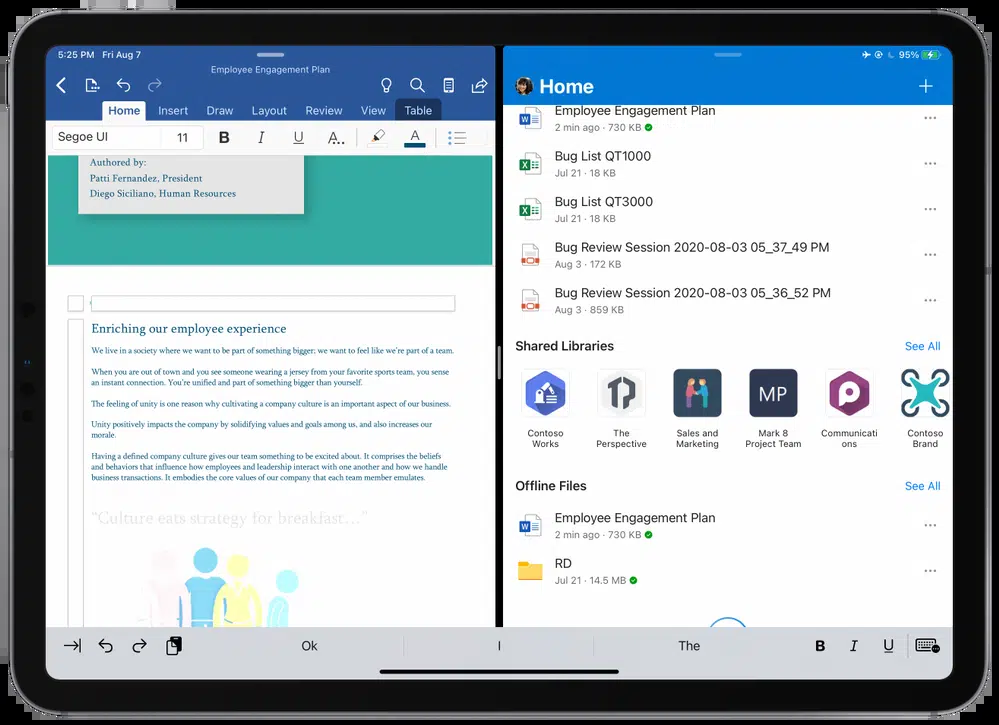 5:25 PM Fri Aug 7
Employee Engagement Plan
Home Insert Draw Layout Review View Table
Segoe UI 11 B I U A... A
Authored by:
Patti Fernandez, President
Diego Siciliano, Human Resources
Enriching our employee experience
We live in a society where we want to be part of something bigger; we want to feel like we're part of a team.
When you are out of town and you see someone wearing a jersey from your favorite sports team, you sense
an instant connection. You're unified and part of something bigger than yourself.
The feeling of unity is one reason why cultivating a company culture is an important aspect of our business.
Unity positively impacts the company by solidifying values and goals among us, and also increases our
morale.
Having a defined company culture gives our team something to be excited about. It comprises the beliefs
and behaviors that influence how employees and leadership interact with one another and how we handle
business transactions. It embodies the core values of our company that each team member emulates.
"Culture eats strategy for breakfast…"
95%
Home
Employee Engagement Plan
2 min ago · 730 KB
Bug List QT1000
Jul 21 · 18 KB
Bug List QT3000
Jul 21 · 18 KB
Bug Review Session 2020-08-03 05_37_49 PM
Aug 3 · 172 KB
Bug Review Session 2020-08-03 05_36_52 PM
Aug 3 · 859 KB
Shared Libraries See All
MP
Contoso
Works
The
Perspective
Sales and
Marketing
Mark 8
Project Team
Communicati
ons
Contoso
Brand
Offline Files See All
Employee Engagement Plan
2 min ago · 730 KB
RD
Jul 21 · 14.5 MB
Ok I The B I U